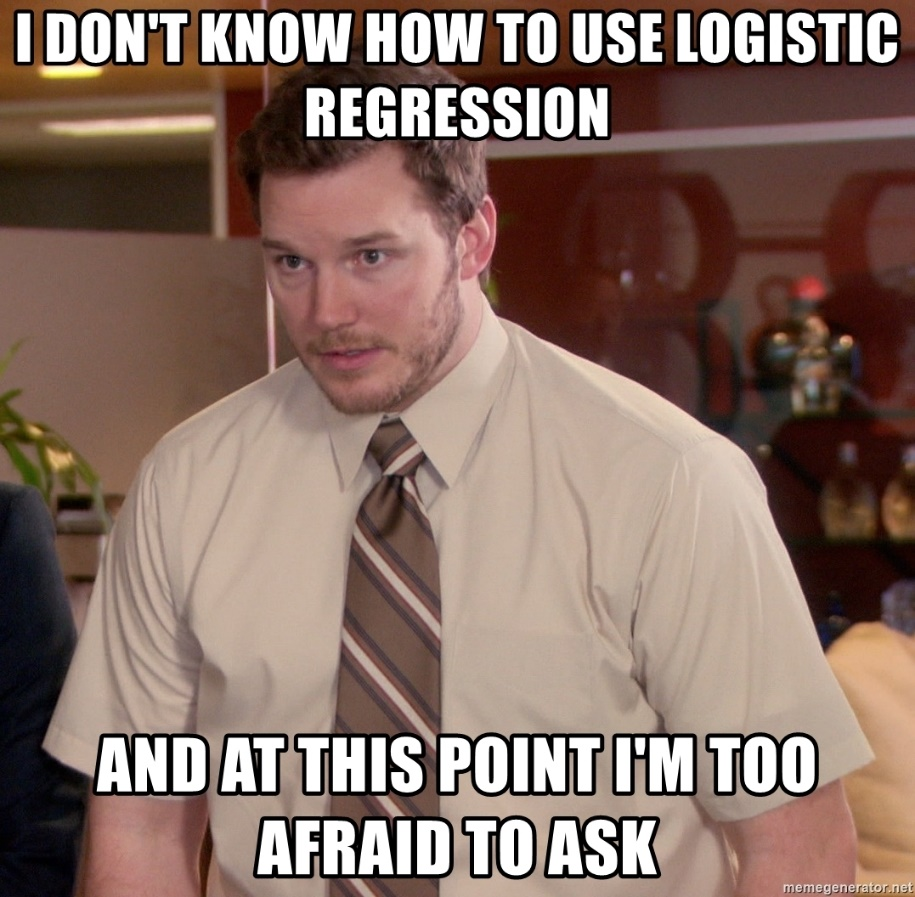 I DON'T KNOW HOW TO USE LOGISTIC
REGRESSION
AND AT THIS POINT I'M TOO
AFRAID TO ASK
memegenerator.net